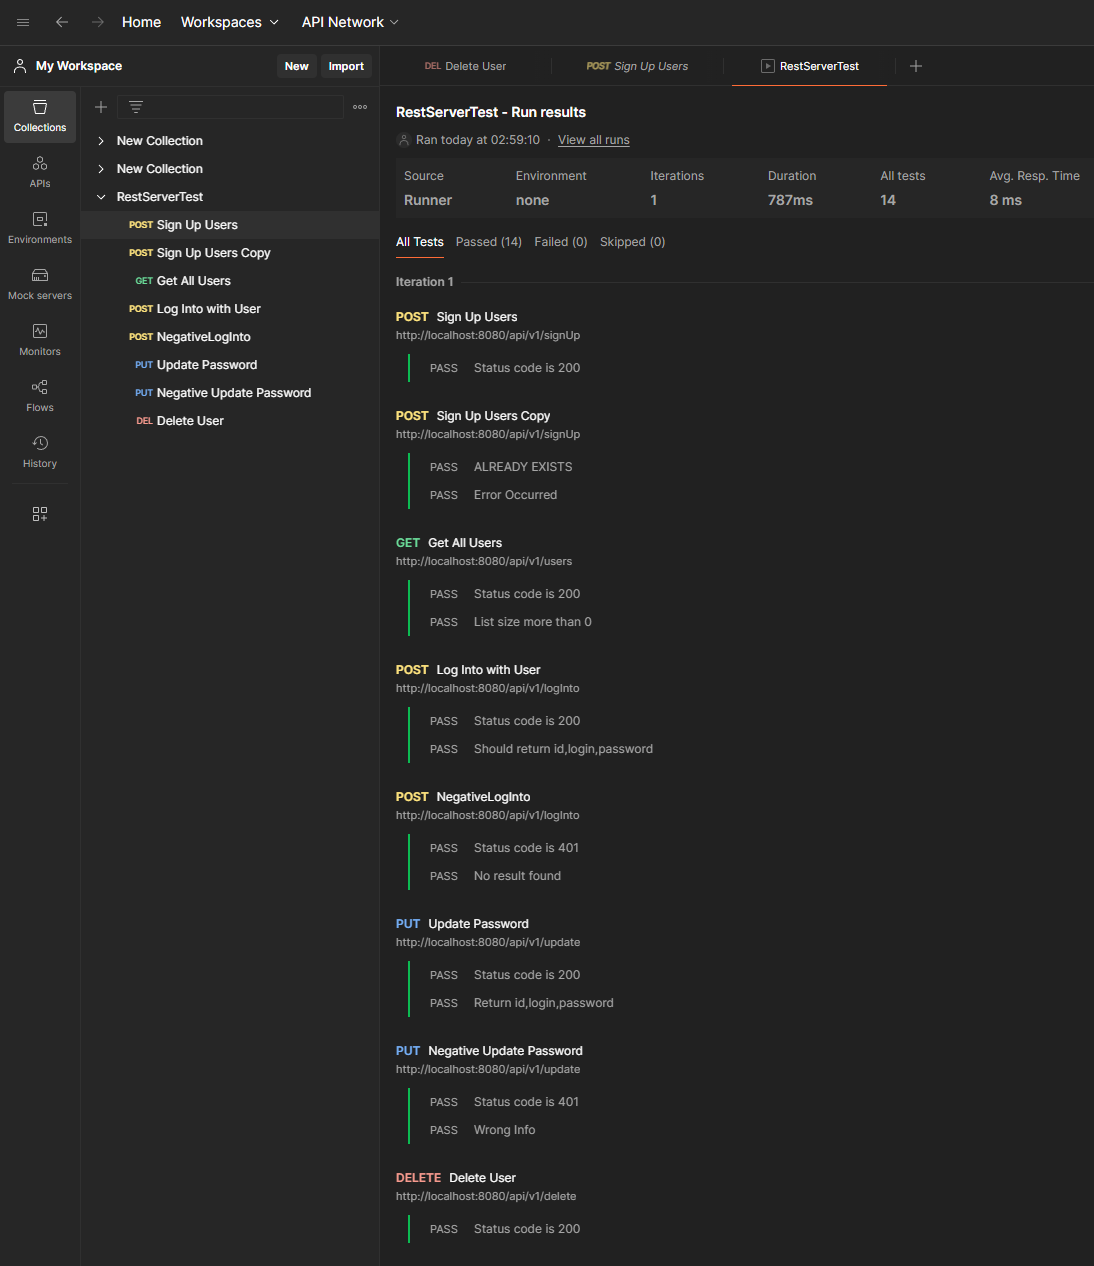 Home Workspaces API Network
My Workspace New Import
DEL Delete User POST Sign Up Users RestServerTest
Collections
APIs
Environments
Mock servers
Monitors
Flows
History
New Collection
New Collection
RestServerTest
POST Sign Up Users
POST Sign Up Users Copy
GET Get All Users
POST Log Into with User
POST NegativeLogInto
PUT Update Password
PUT Negative Update Password
DEL Delete User
RestServerTest - Run results
Ran today at 02:59:10 · View all runs
Source Environment Iterations Duration All tests Avg. Resp. Time
Runner none 1 787ms 14 8 ms
All Tests Passed (14) Failed (0) Skipped (0)
Iteration 1
POST Sign Up Users
http://localhost:8080/api/v1/signUp
PASS Status code is 200
POST Sign Up Users Copy
http://localhost:8080/api/v1/signUp
PASS ALREADY EXISTS
PASS Error Occurred
GET Get All Users
http://localhost:8080/api/v1/users
PASS Status code is 200
PASS List size more than 0
POST Log Into with User
http://localhost:8080/api/v1/logInto
PASS Status code is 200
PASS Should return id,login,password
POST NegativeLogInto
http://localhost:8080/api/v1/logInto
PASS Status code is 401
PASS No result found
PUT Update Password
http://localhost:8080/api/v1/update
PASS Status code is 200
PASS Return id,login,password
PUT Negative Update Password
http://localhost:8080/api/v1/update
PASS Status code is 401
PASS Wrong Info
DELETE Delete User
http://localhost:8080/api/v1/delete
PASS Status code is 200